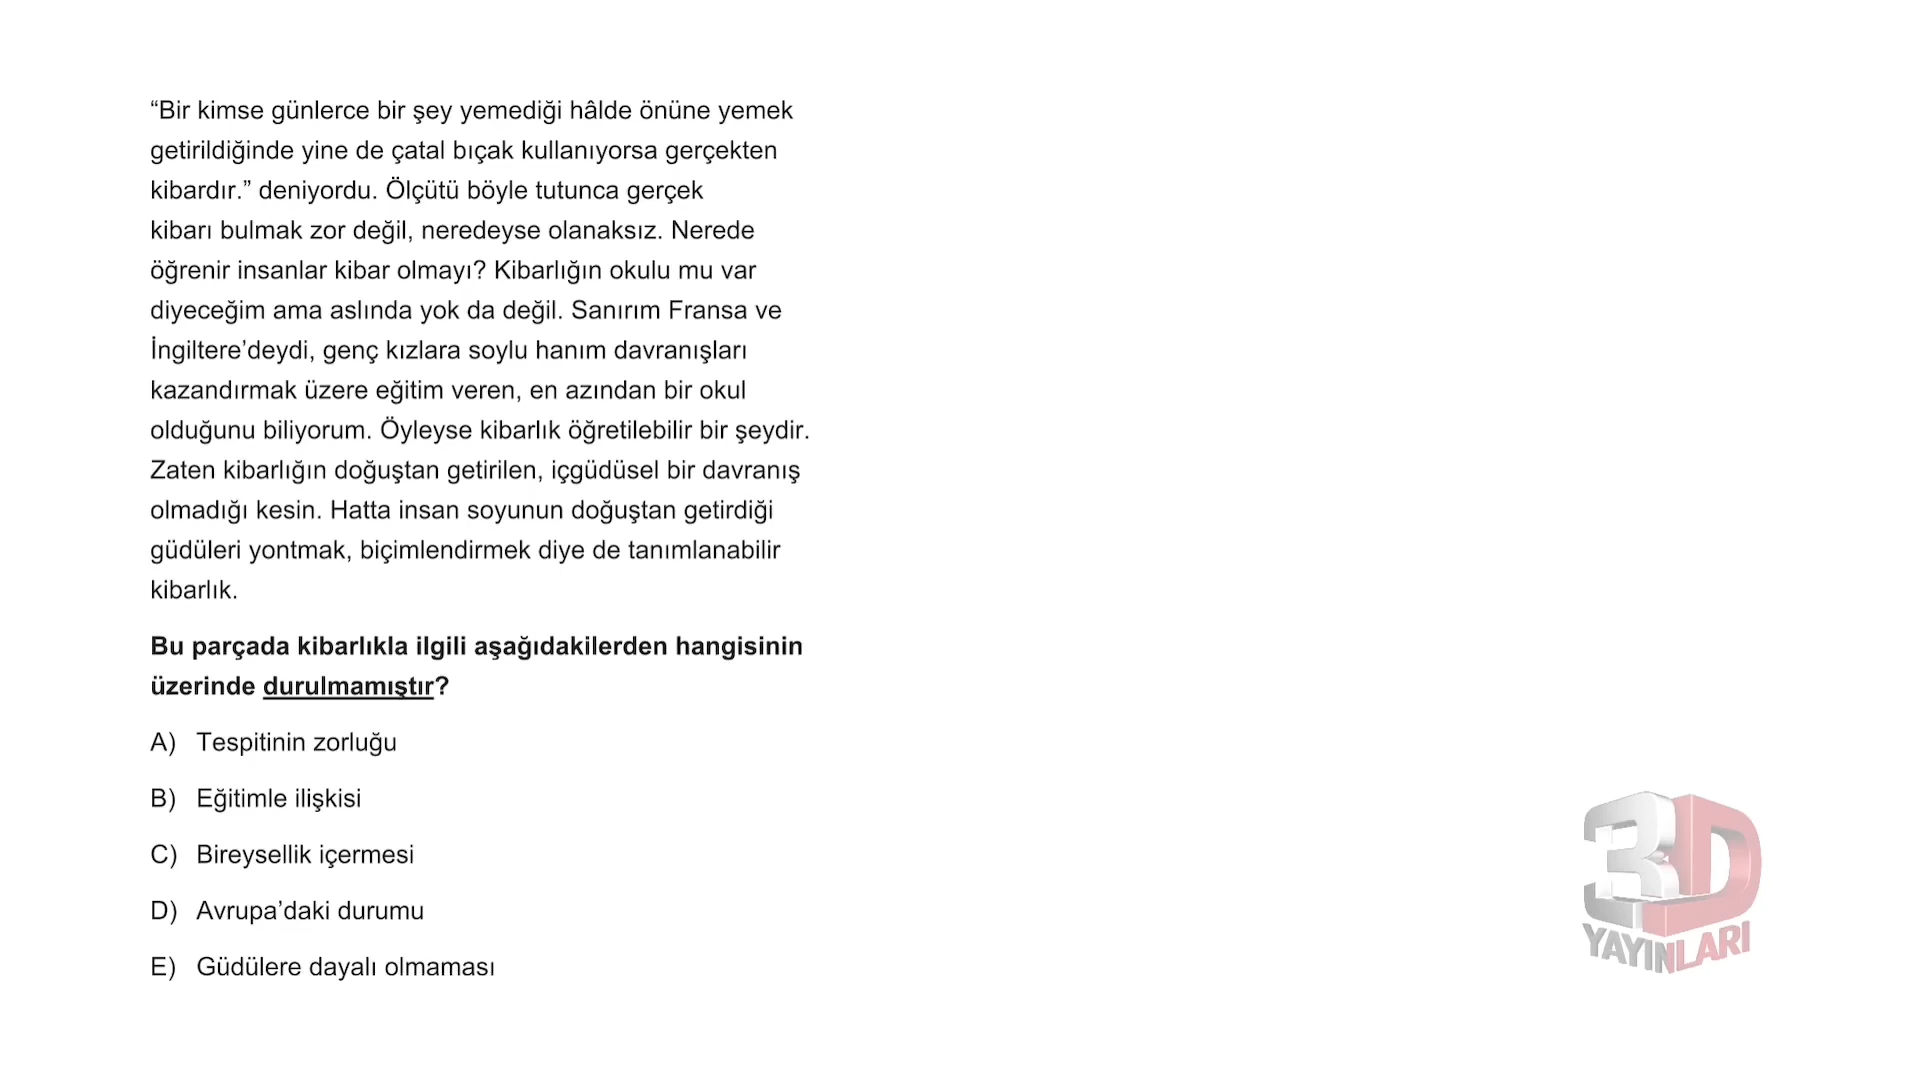 “Bir kimse günlerce bir şey yemediği hâlde önüne yemek
getirildiğinde yine de çatal bıçak kullanıyorsa gerçekten
kibardır.” deniyordu. Ölçütü böyle tutunca gerçek
kibarı bulmak zor değil, neredeyse olanaksız. Nerede
öğrenir insanlar kibar olmayı? Kibarlığın okulu mu var
diyeceğim ama aslında yok da değil. Sanırım Fransa ve
İngiltere’deydi, genç kızlara soylu hanım davranışları
kazandırmak üzere eğitim veren, en azından bir okul
olduğunu biliyorum. Öyleyse kibarlık öğretilebilir bir şeydir.
Zaten kibarlığın doğuştan getirilen, içgüdüsel bir davranış
olmadığı kesin. Hatta insan soyunun doğuştan getirdiği
güdüleri yontmak, biçimlendirmek diye de tanımlanabilir
kibarlık.
Bu parçada kibarlıkla ilgili aşağıdakilerden hangisinin
üzerinde durulmamıştır?
A) Tespitinin zorluğu
B) Eğitimle ilişkisi
C) Bireysellik içermesi
D) Avrupa’daki durumu
E) Güdülere dayalı olmaması
3D
YAYINLARI